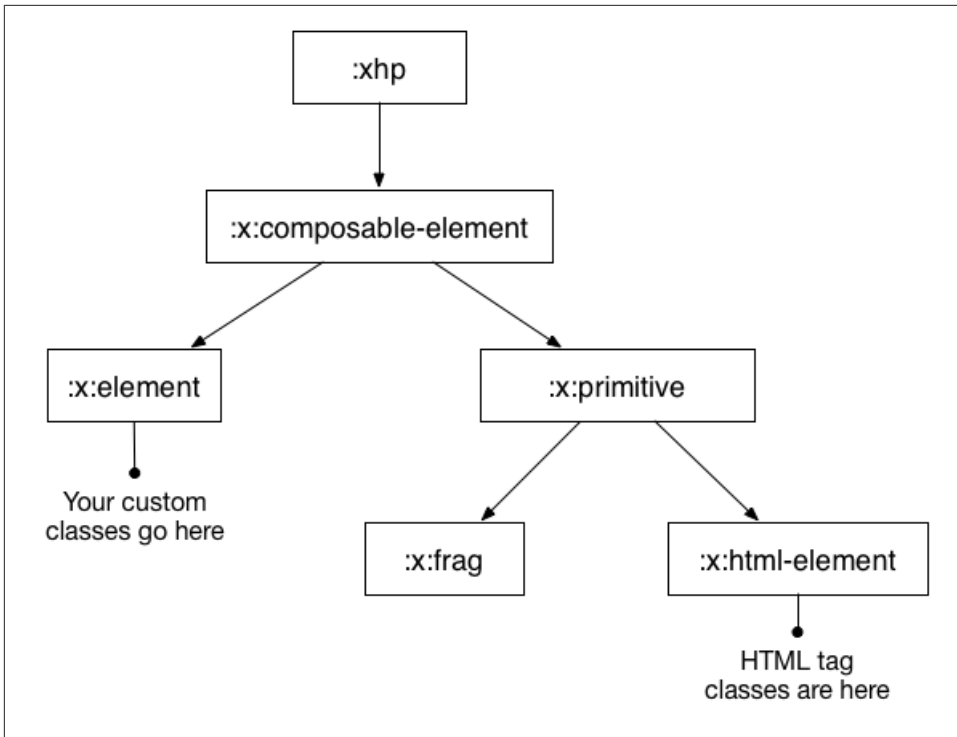 :xhp
:x:composable-element
:x:element
:x:primitive
Your custom
classes go here
:x:frag
:x:html-element
HTML tag
classes are here